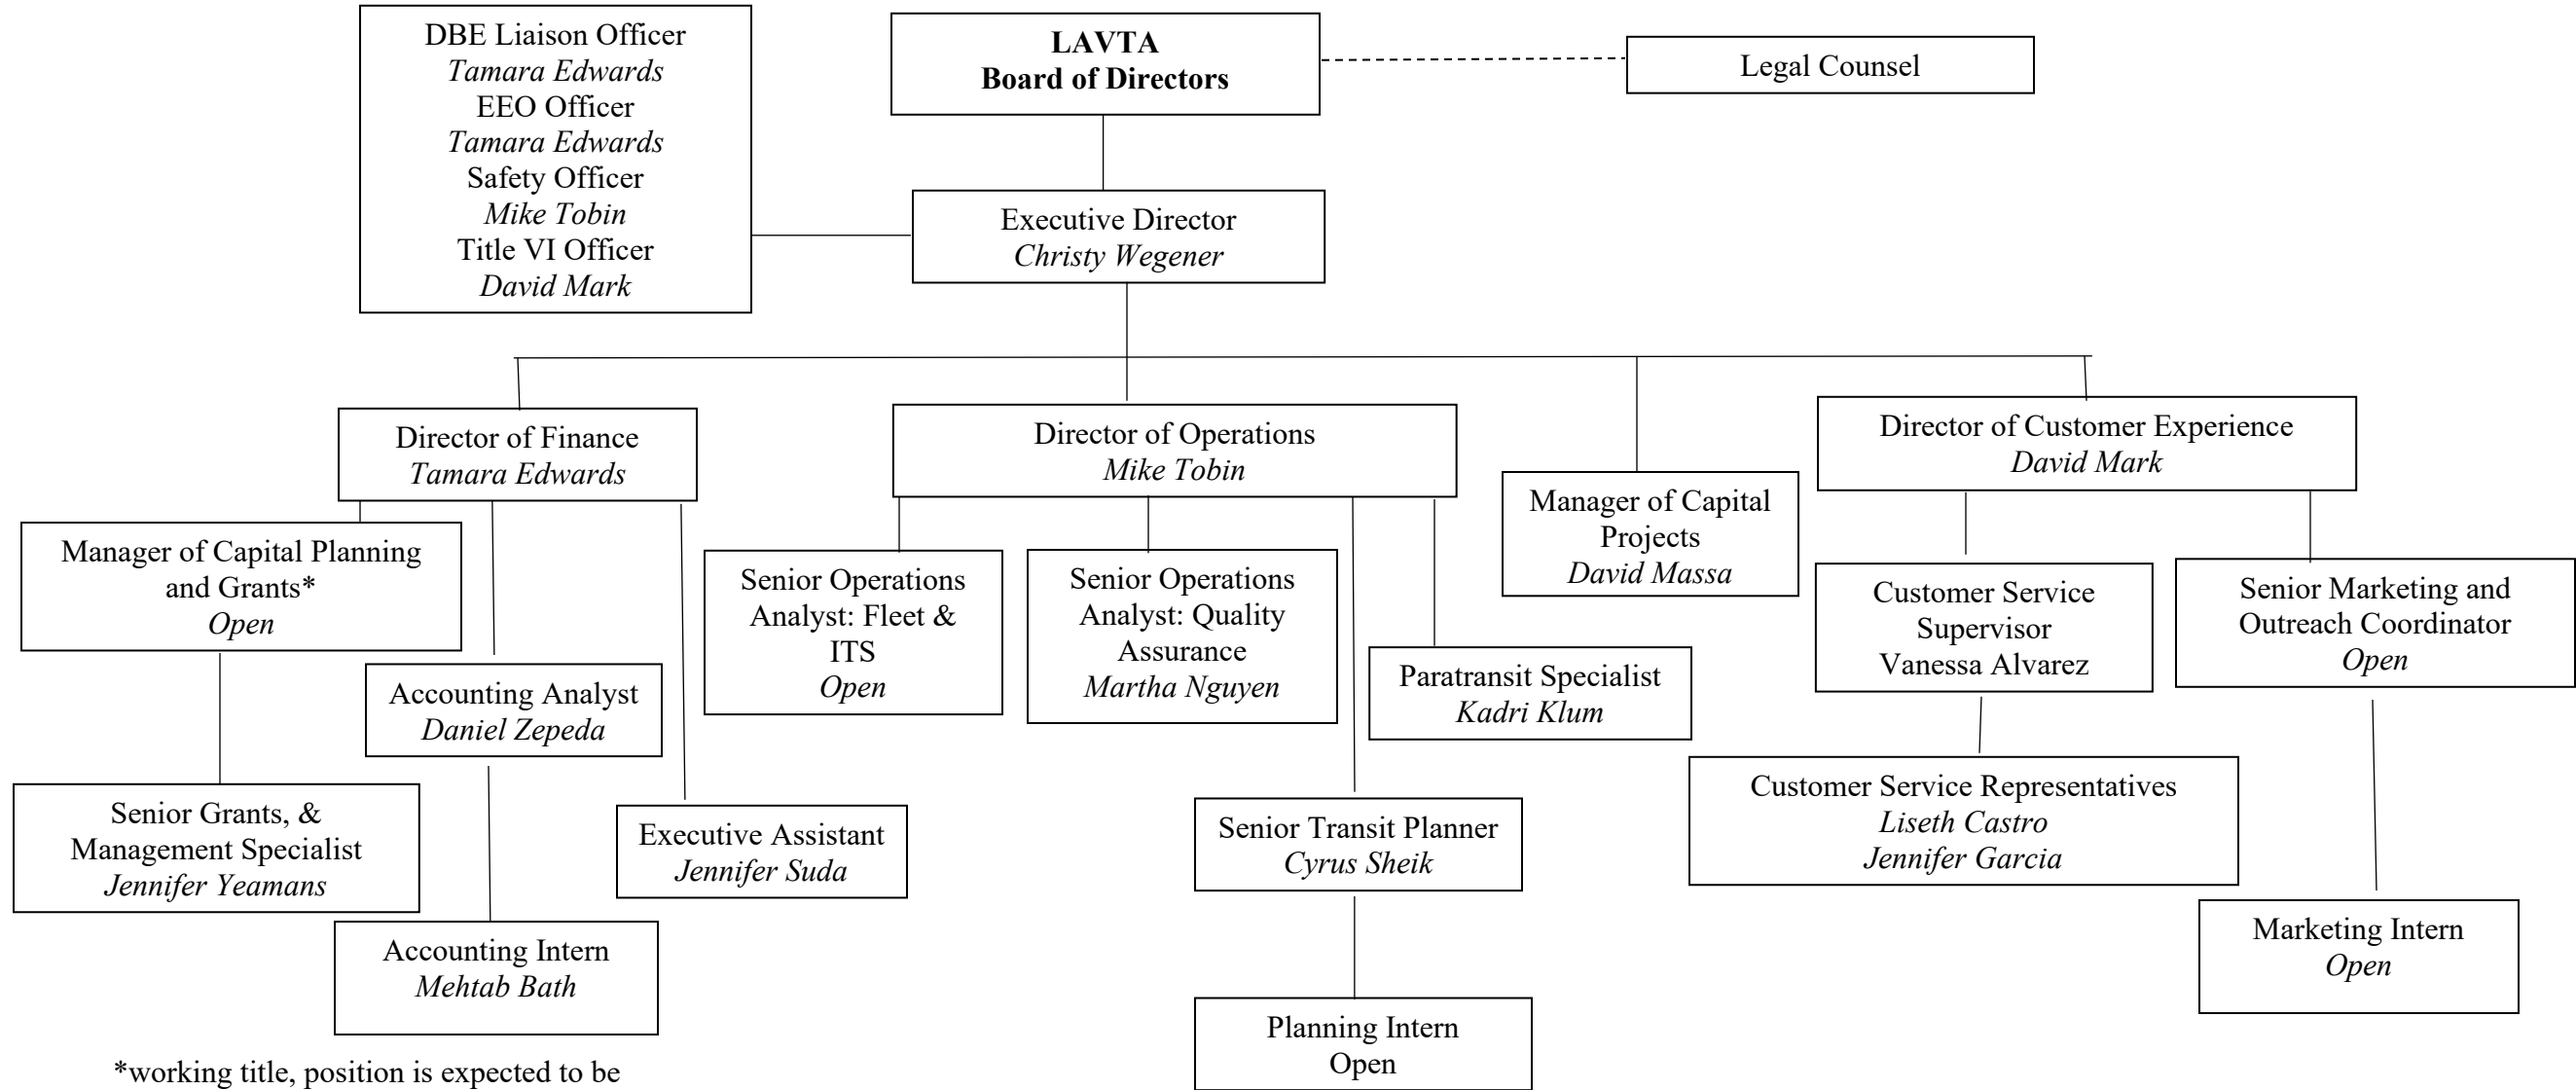 DBE Liaison Officer
Tamara Edwards
EEO Officer
Tamara Edwards
Safety Officer
Mike Tobin
Title VI Officer
David Mark
LAVTA
Board of Directors
Legal Counsel
Executive Director
Christy Wegener
Director of Finance
Tamara Edwards
Director of Operations
Mike Tobin
Manager of Capital
Projects
David Massa
Director of Customer Experience
David Mark
Manager of Capital Planning
and Grants*
Open
Accounting Analyst
Daniel Zepeda
Senior Operations
Analyst: Fleet &
ITS
Open
Senior Operations
Analyst: Quality
Assurance
Martha Nguyen
Paratransit Specialist
Kadri Klum
Customer Service
Supervisor
Vanessa Alvarez
Senior Marketing and
Outreach Coordinator
Open
Senior Grants, &
Management Specialist
Jennifer Yeamans
Executive Assistant
Jennifer Suda
Senior Transit Planner
Cyrus Sheik
Customer Service Representatives
Liseth Castro
Jennifer Garcia
Accounting Intern
Mehtab Bath
Planning Intern
Open
Marketing Intern
Open
*working title, position is expected to be